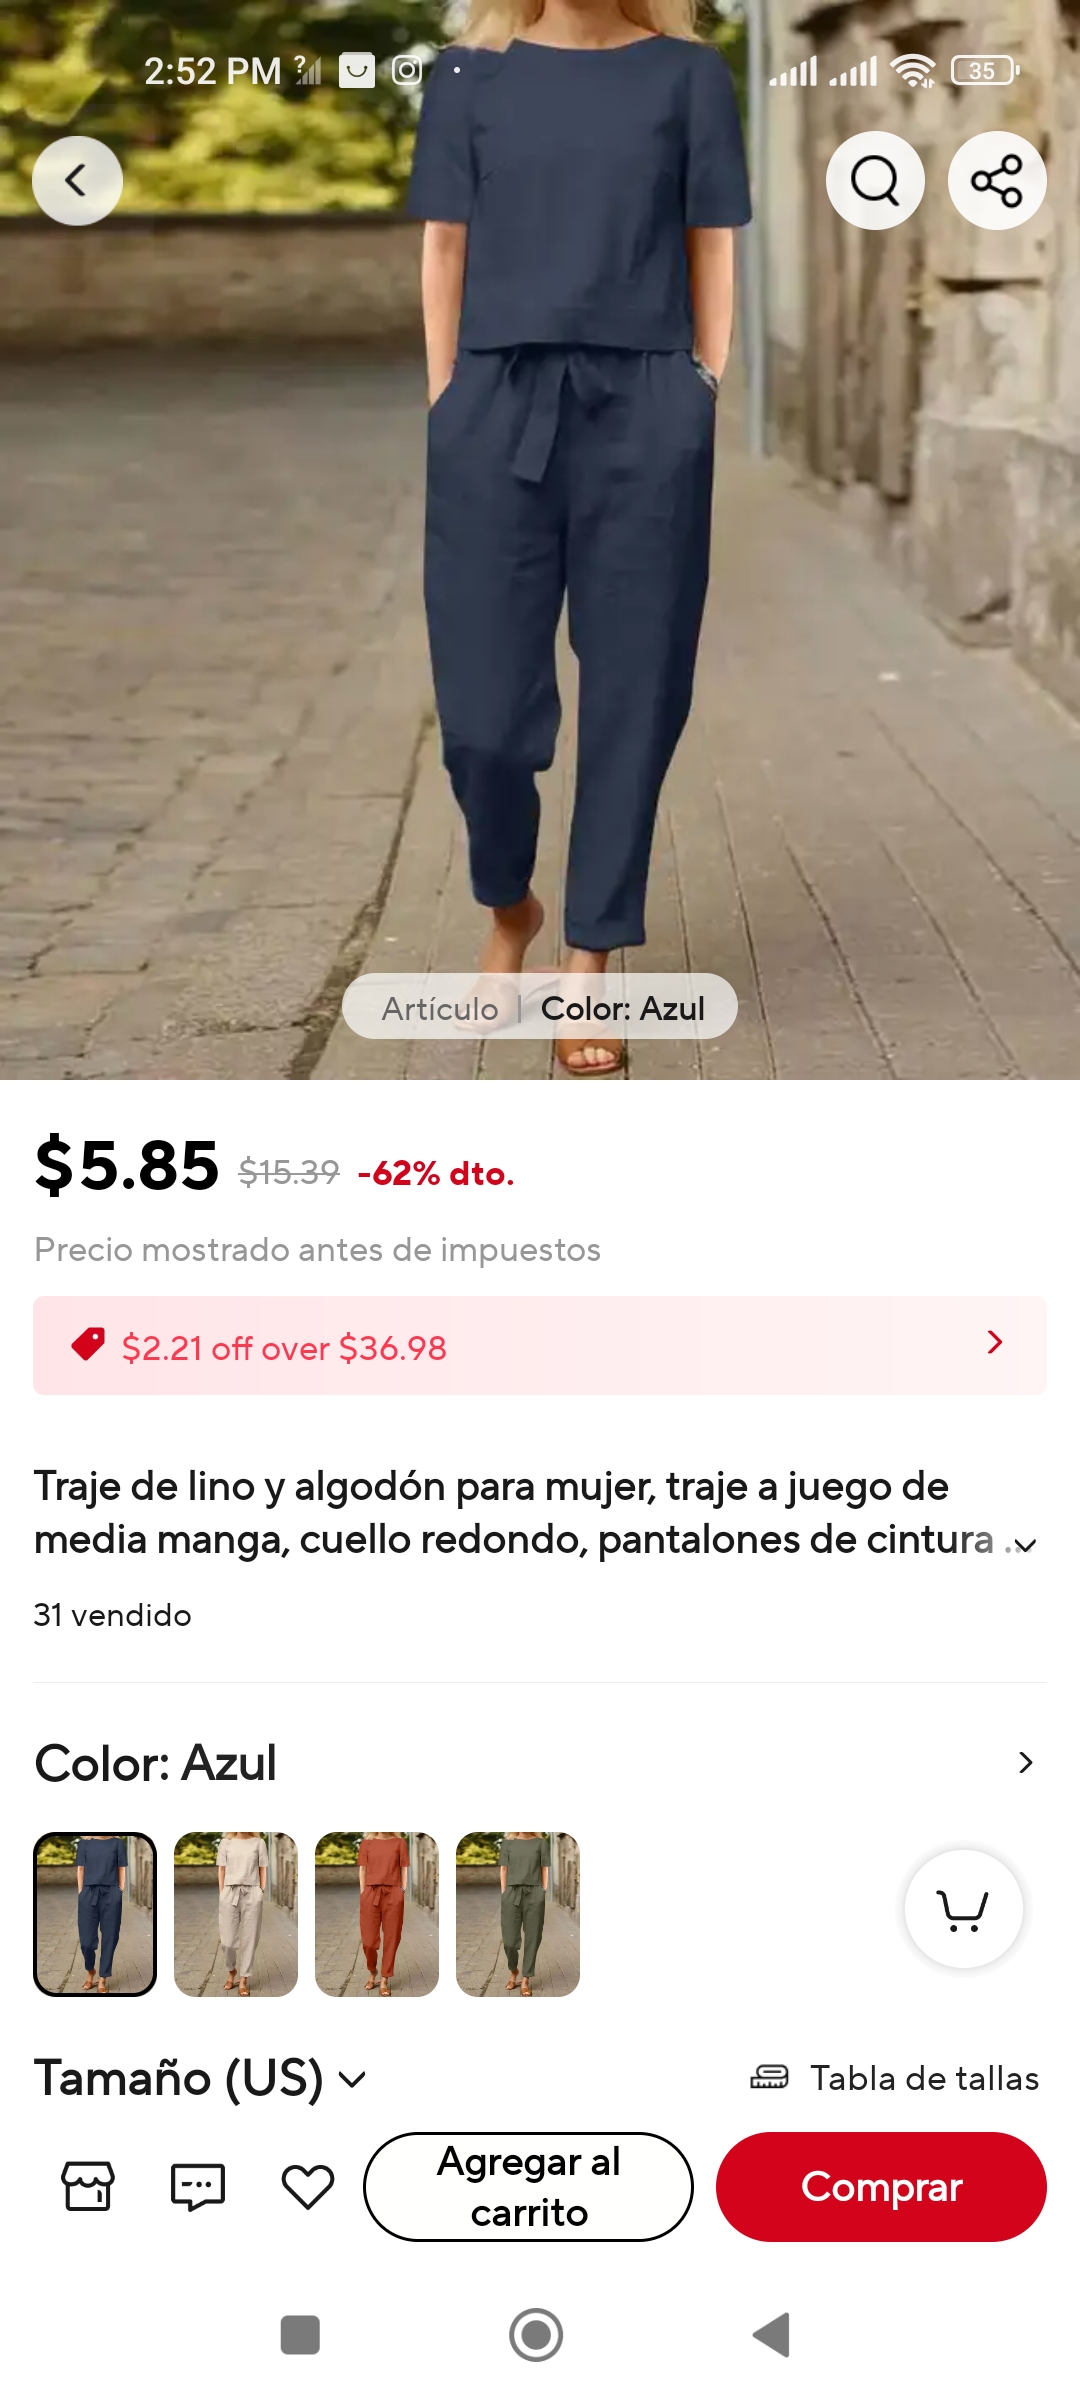 2:52 PM ?
35
Artículo | Color: Azul
$5.85 $15.39 -62% dto.
Precio mostrado antes de impuestos
$2.21 off over $36.98
Traje de lino y algodón para mujer, traje a juego de
media manga, cuello redondo, pantalones de cintura ...
31 vendido
Color: Azul
Tamaño (US)
Tabla de tallas
Agregar al
carrito
Comprar